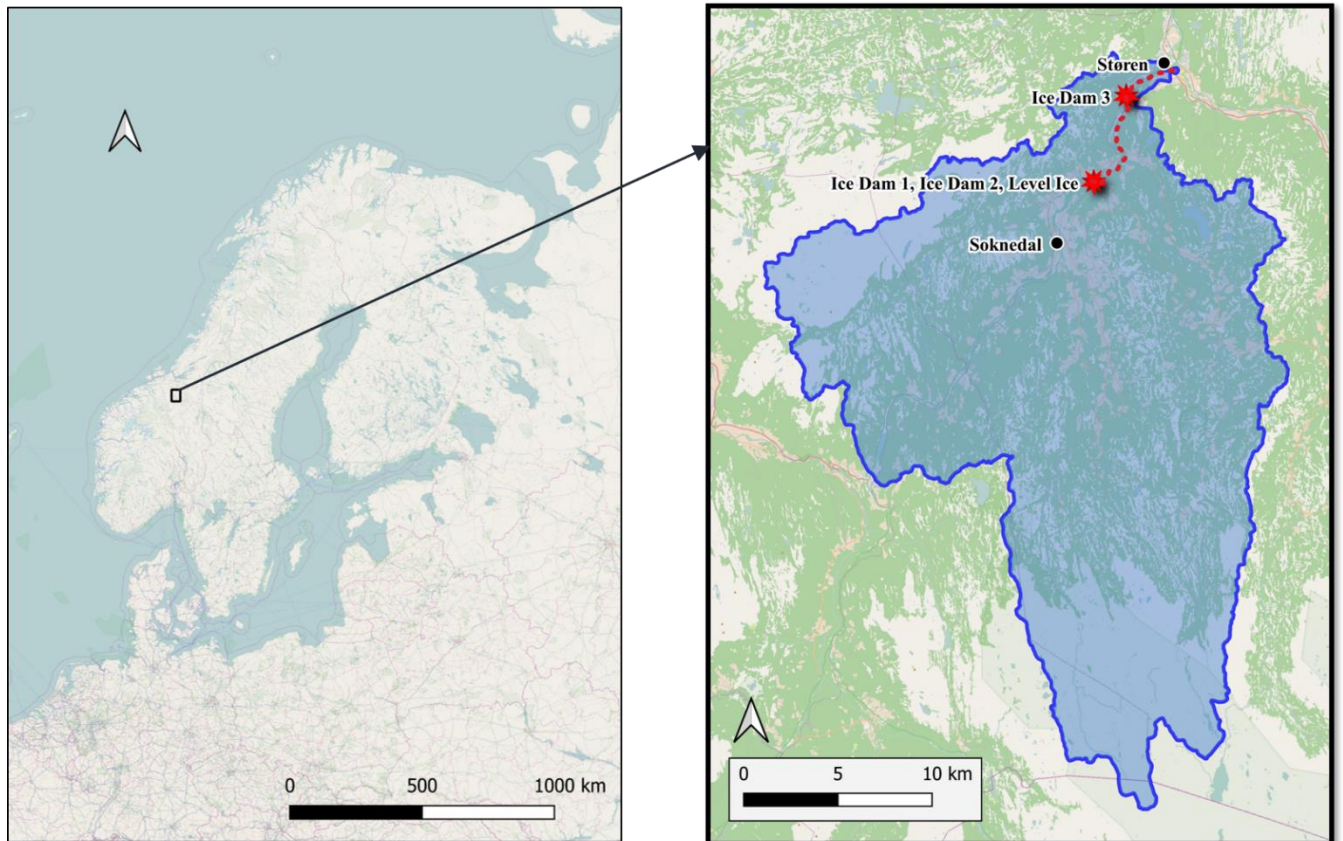 0 500 1000 km
Støren
Ice Dam 3
Ice Dam 1, Ice Dam 2, Level Ice
Soknedal
0 5 10 km